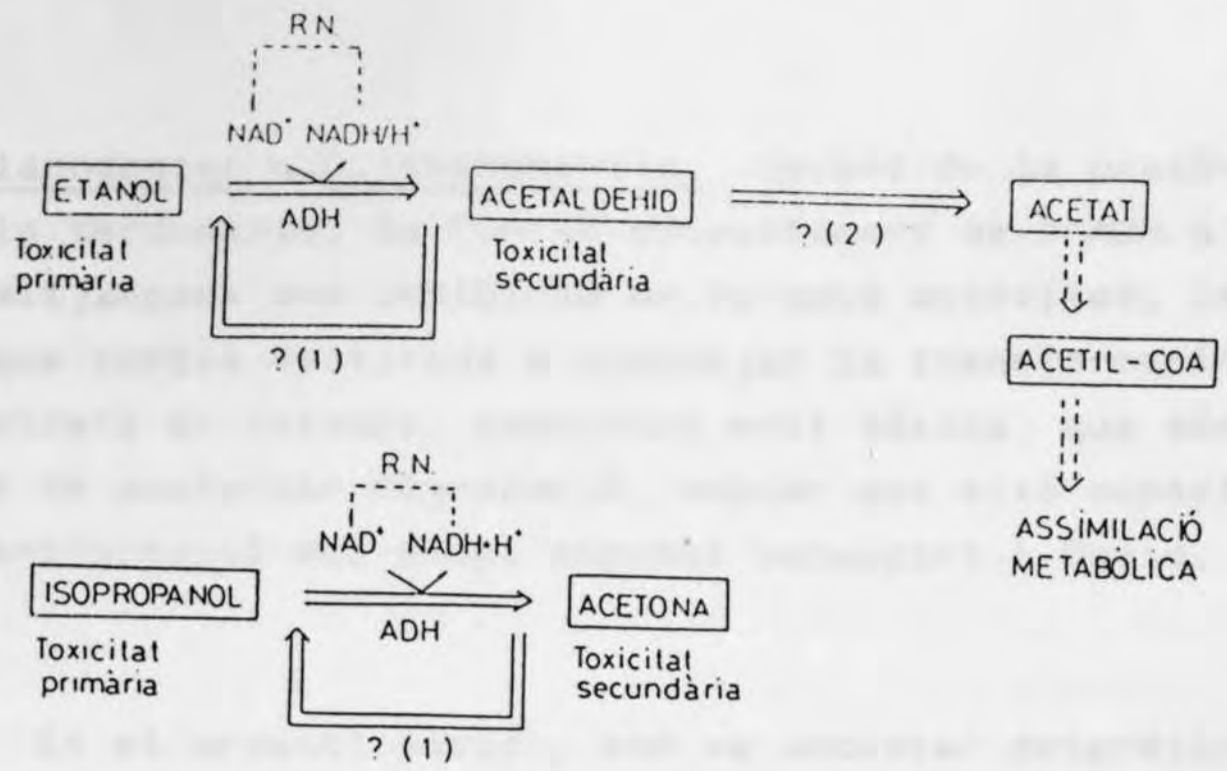 R.N.
NAD⁺ NADH/H⁺
ETANOL
ADH
ACETALDEHID
? (2)
ACETAT
Toxicitat
primària
Toxicitat
secundària
? (1)
ACETIL-COA
R.N.
NAD⁺ NADH+H⁺
ASSIMILACIÓ
METABÒLICA
ISOPROPANOL
ADH
ACETONA
Toxicitat
primària
Toxicitat
secundària
? (1)